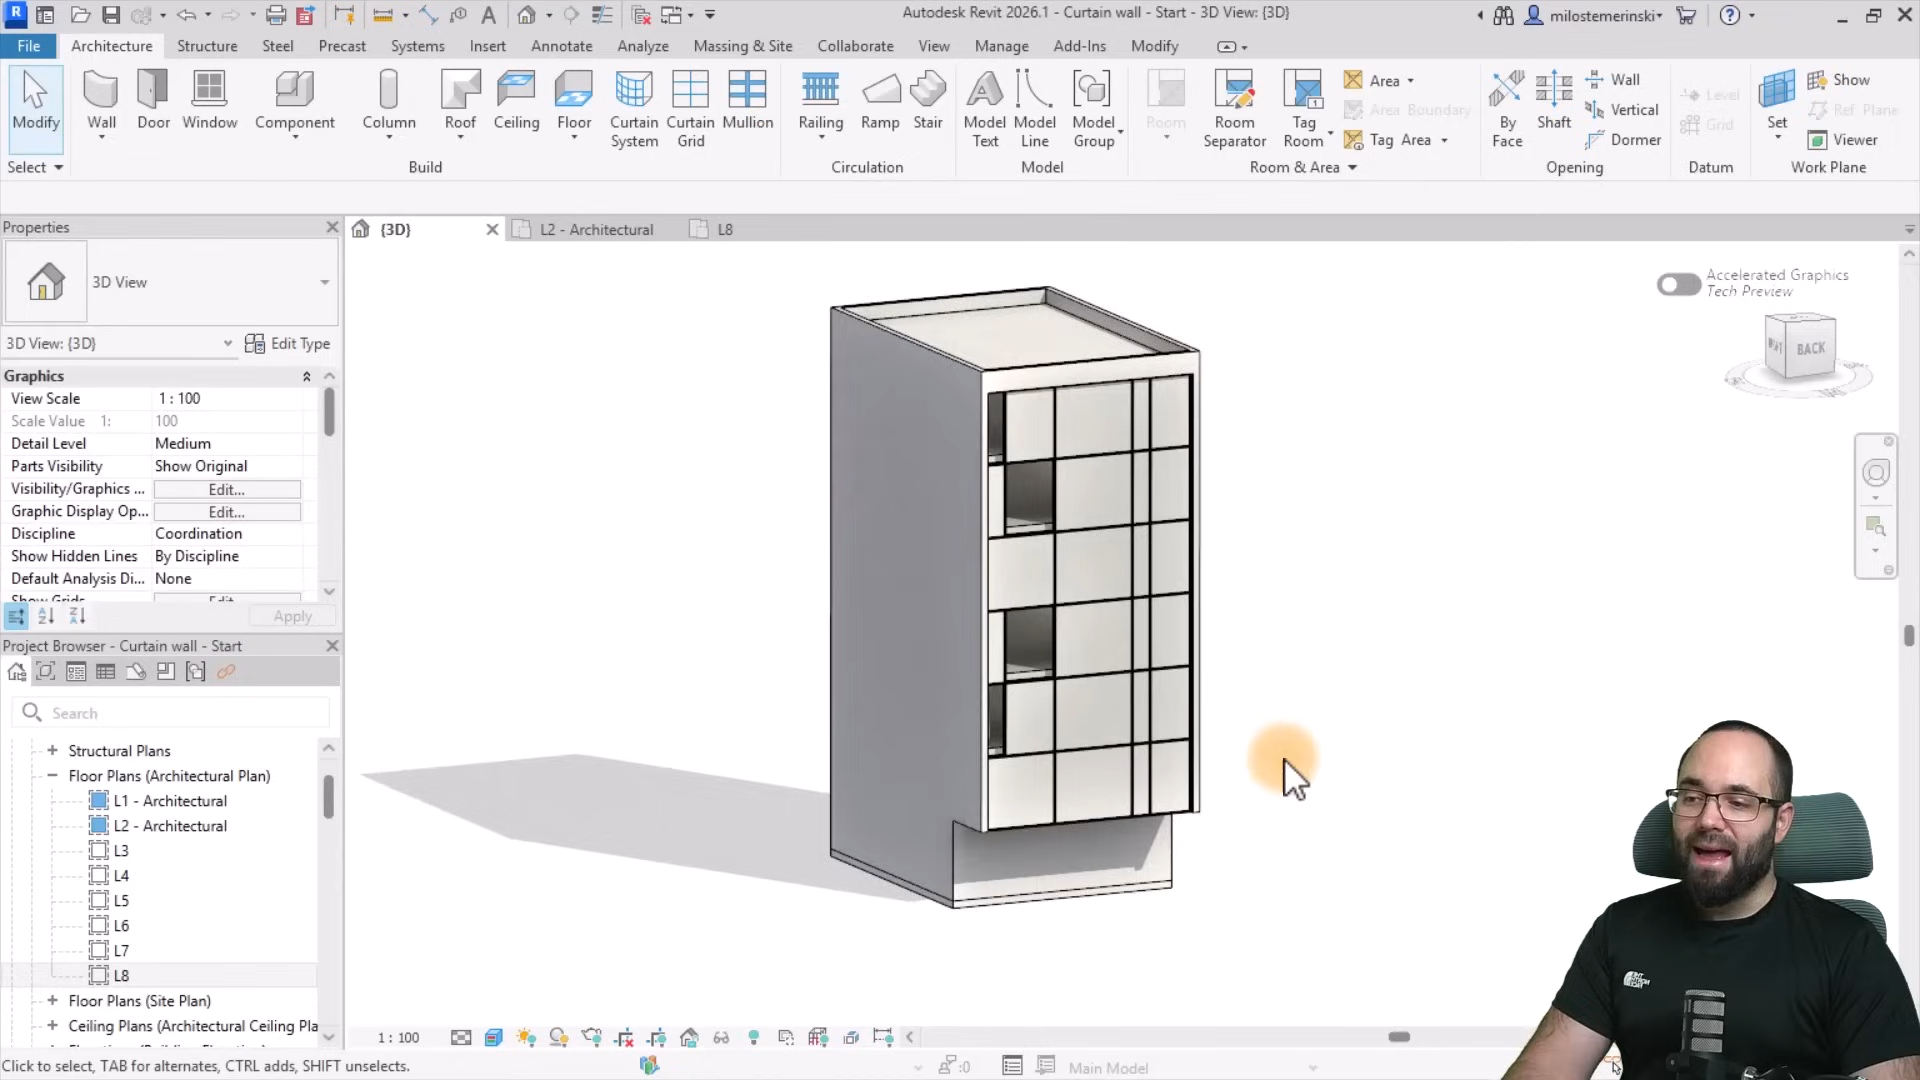 Autodesk Revit 2026.1 - Curtain wall - Start - 3D View: {3D}
milostemerinski
File Architecture Structure Steel Precast Systems Insert Annotate Analyze Massing & Site Collaborate View Manage Add-Ins Modify
Modify
Wall
Door
Window
Component
Column
Roof
Ceiling
Floor
Curtain System
Curtain Grid
Mullion
Railing
Ramp
Stair
Model Text
Model Line
Model Group
Room
Room Separator
Tag Room
Area
Area Boundary
Tag Area
By Face
Shaft
Wall
Vertical
Dormer
Level
Grid
Set
Show
Ref Plane
Viewer
Select Build Circulation Model Room & Area Opening Datum Work Plane
Properties
{3D} L2 - Architectural L8
3D View
3D View: {3D} Edit Type
Graphics
View Scale 1 : 100
Scale Value 1: 100
Detail Level Medium
Parts Visibility Show Original
Visibility/Graphics ... Edit...
Graphic Display Op... Edit...
Discipline Coordination
Show Hidden Lines By Discipline
Default Analysis Di... None
Show Grids Edit...
Apply
Project Browser - Curtain wall - Start
Search
Structural Plans
Floor Plans (Architectural Plan)
L1 - Architectural
L2 - Architectural
L3
L4
L5
L6
L7
L8
Floor Plans (Site Plan)
Ceiling Plans (Architectural Ceiling Pla
Accelerated Graphics
Tech Preview
BACK
1 : 100
Click to select, TAB for alternates, CTRL adds, SHIFT unselects.
:0
Main Model